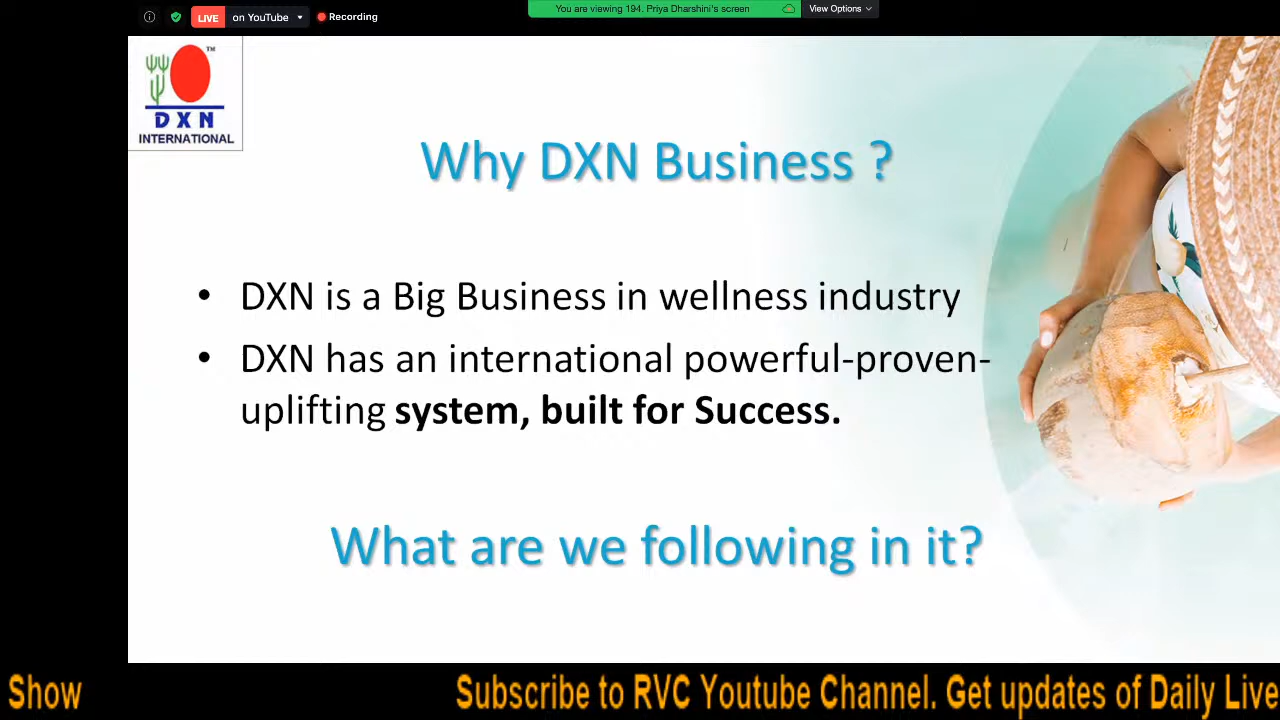 LIVE on YouTube Recording
You are viewing 194. Priya Dharshini's screen
View Options
TM
DXN
INTERNATIONAL
Why DXN Business ?
• DXN is a Big Business in wellness industry
• DXN has an international powerful-proven-
uplifting system, built for Success.
What are we following in it?
Show Subscribe to RVC Youtube Channel. Get updates of Daily Live